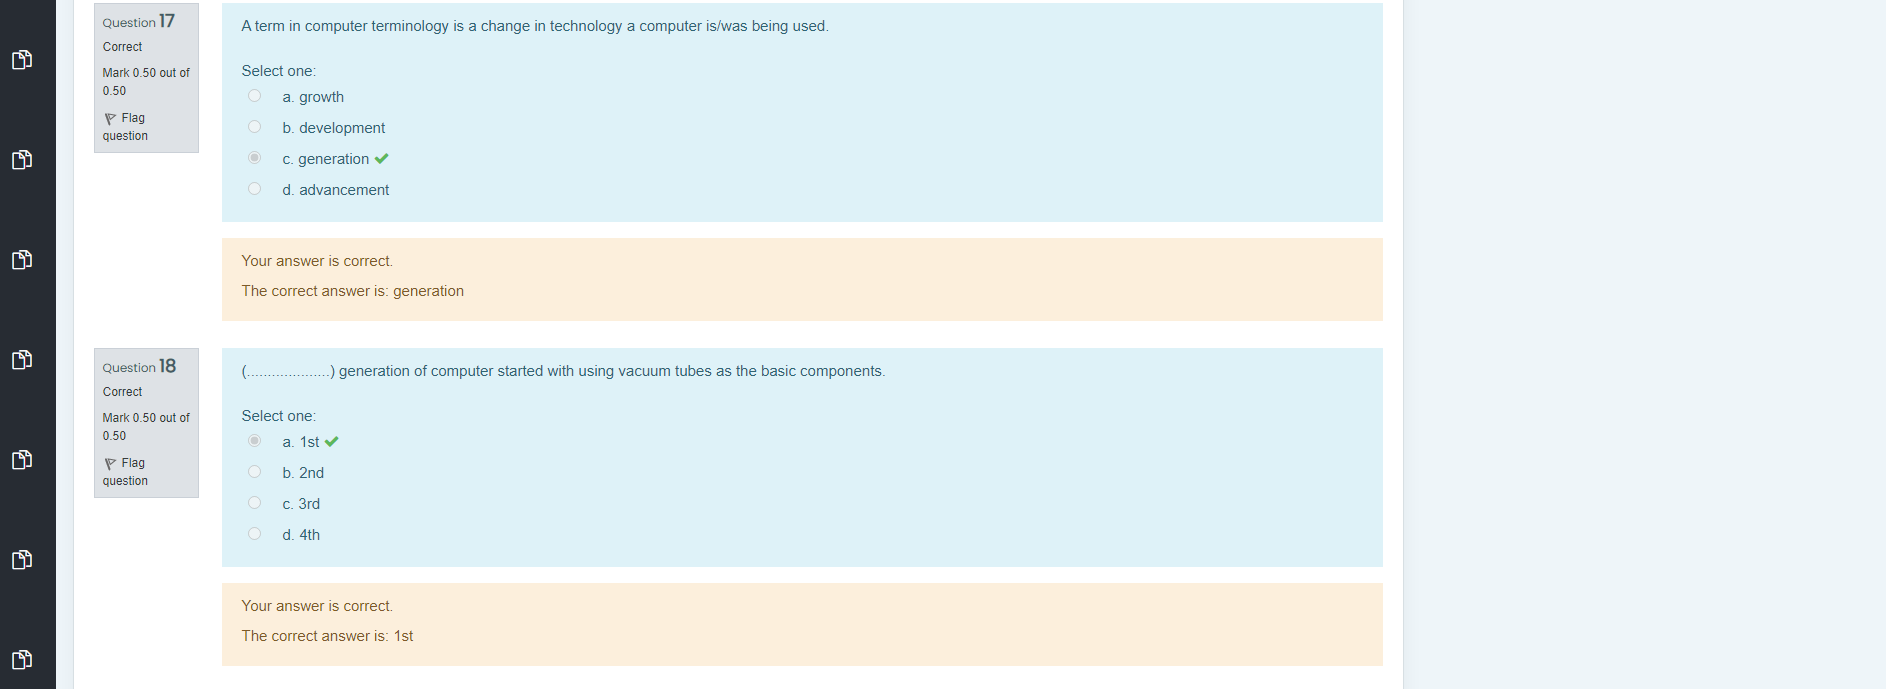 Question 17
Correct
Mark 0.50 out of
0.50
Flag
question
A term in computer terminology is a change in technology a computer is/was being used.
Select one:
a. growth
b. development
c. generation
d. advancement
Your answer is correct.
The correct answer is: generation
Question 18
Correct
Mark 0.50 out of
0.50
Flag
question
(....................) generation of computer started with using vacuum tubes as the basic components.
Select one:
a. 1st
b. 2nd
c. 3rd
d. 4th
Your answer is correct.
The correct answer is: 1st